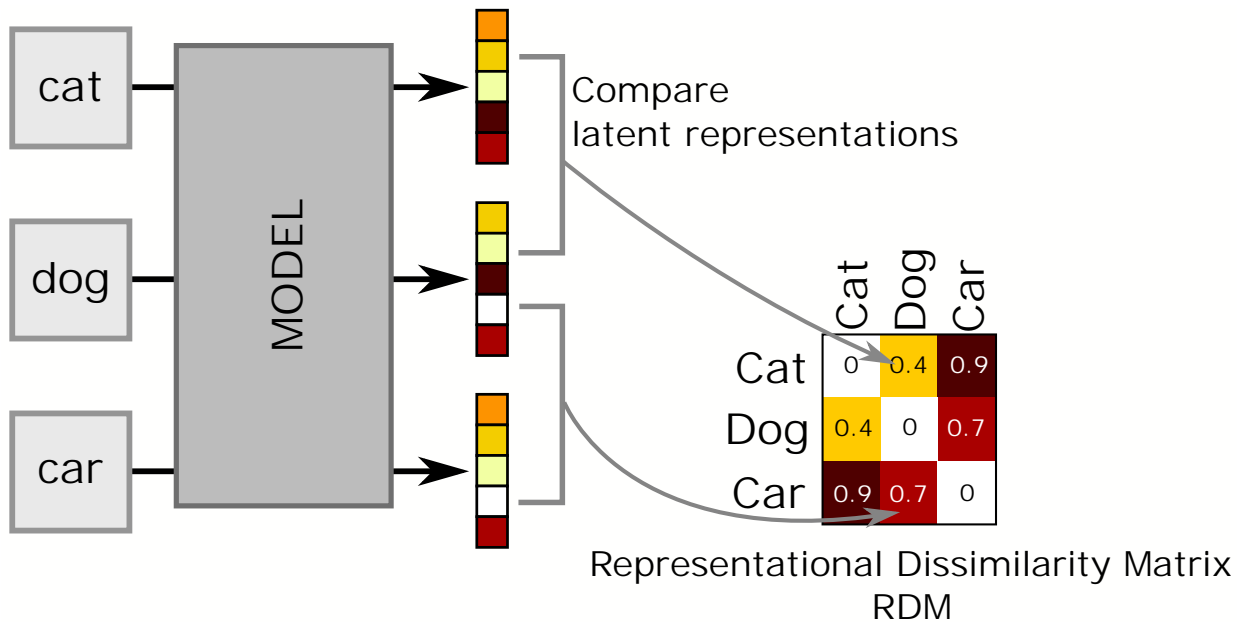 cat
dog
car
MODEL
Compare
latent representations
Cat Dog Car
Cat 0 0.4 0.9
Dog 0.4 0 0.7
Car 0.9 0.7 0
Representational Dissimilarity Matrix
RDM